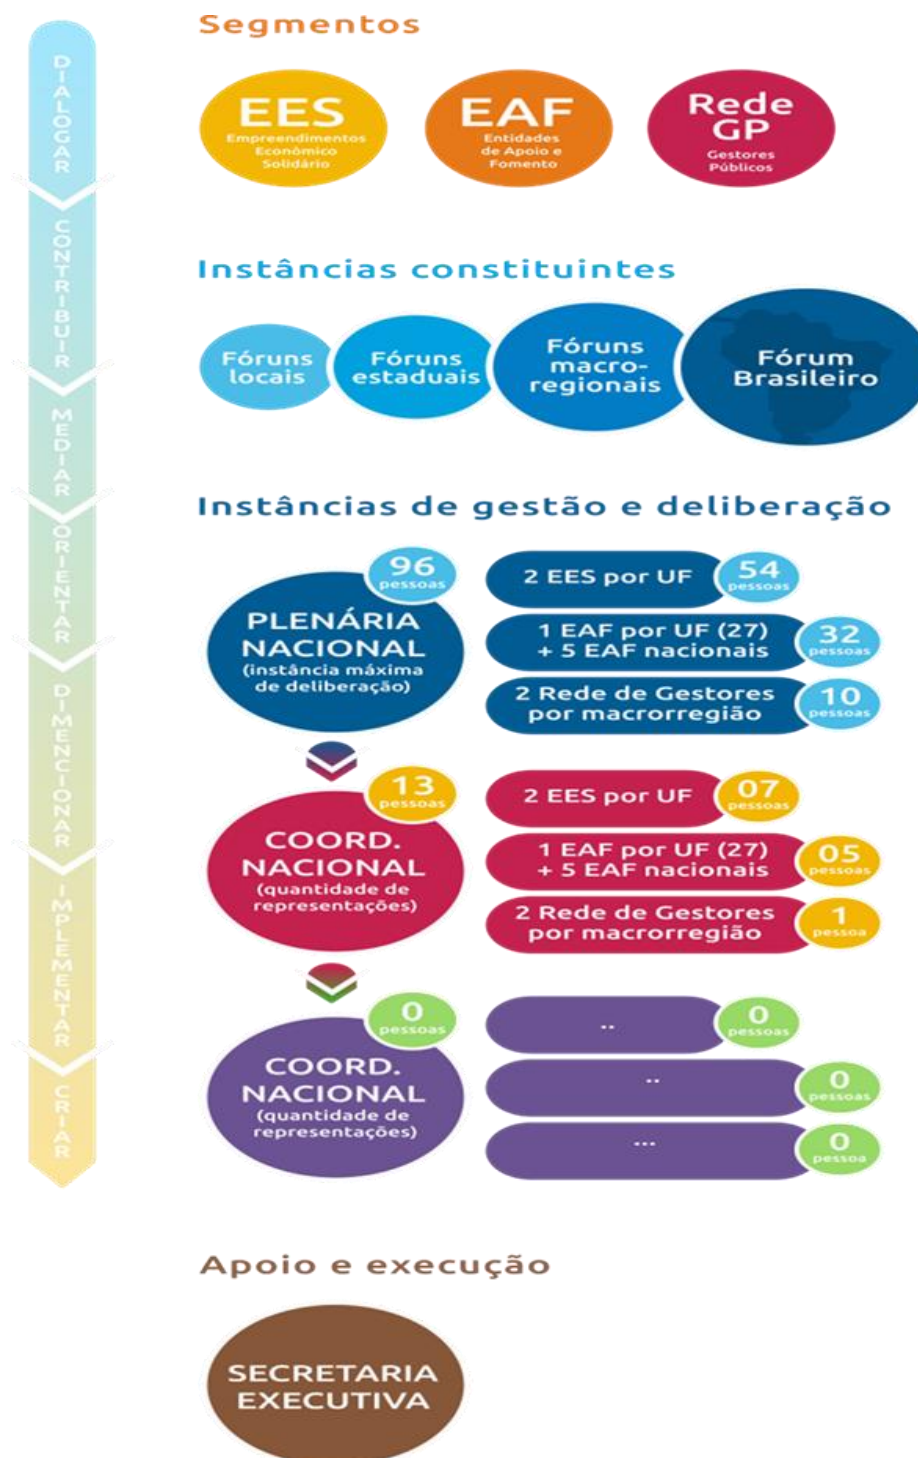 Segmentos
EES
Empreendimentos
Econômico
Solidário
EAF
Entidades
de Apoio e
Fomento
Rede
GP
Gestores
Públicos
Instâncias constituintes
Fóruns
locais
Fóruns
estaduais
Fóruns
macro-
regionais
Fórum
Brasileiro
Instâncias de gestão e deliberação
96
pessoas
PLENÁRIA
NACIONAL
(instância máxima
de deliberação)
2 EES por UF
54
pessoas
1 EAF por UF (27)
+ 5 EAF nacionais
32
pessoas
2 Rede de Gestores
por macrorregião
10
pessoas
13
pessoas
COORD.
NACIONAL
(quantidade de
representações)
2 EES por UF
07
pessoas
1 EAF por UF (27)
+ 5 EAF nacionais
05
pessoas
2 Rede de Gestores
por macrorregião
1
pessoa
0
pessoas
COORD.
NACIONAL
(quantidade de
representações)
..
0
pessoas
..
0
pessoas
...
0
pessoa
Apoio e execução
SECRETARIA
EXECUTIVA
DIALOGAR
CONTRIBUIR
MEDIAR
ORIENTAR
DIMENCIONAR
IMPLEMENTAR
CRIAR